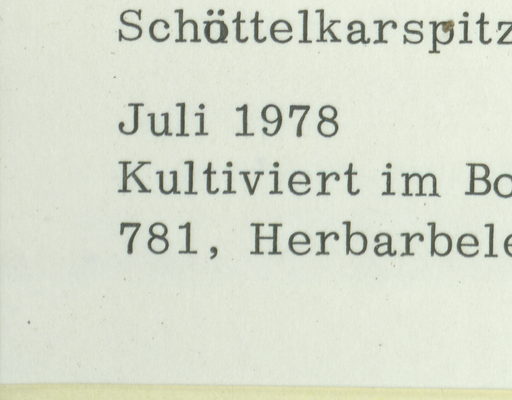 Schöttelkarspitz
Juli 1978
Kultiviert im Bo
781, Herbarbele